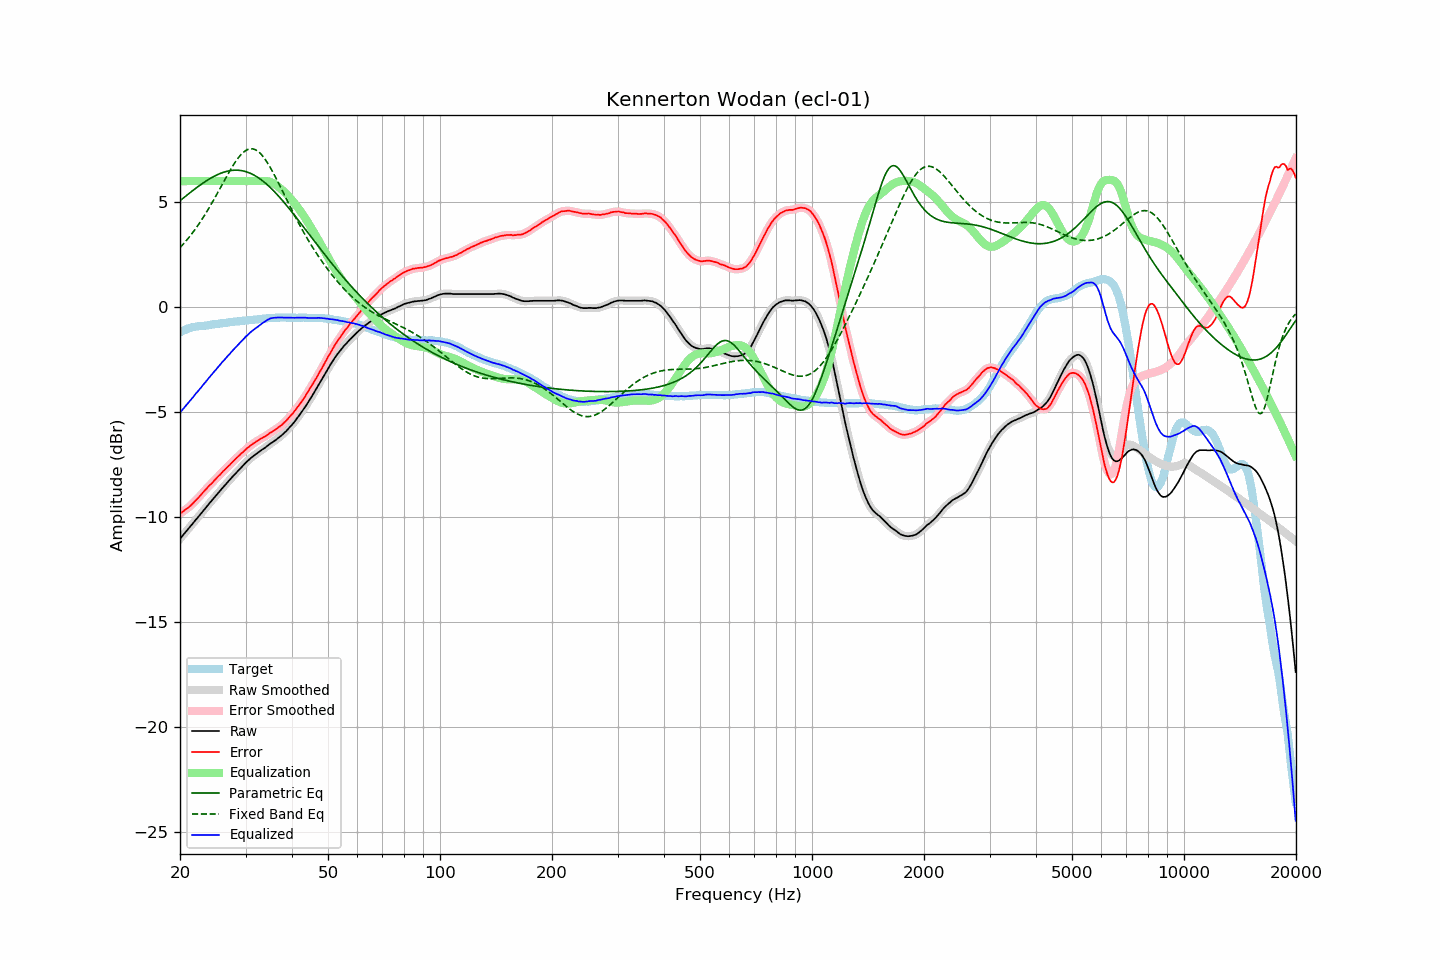 Kennerton Wodan (ecl-01)
Amplitude (dBr)
5
0
−5
−10
−15
−20
−25
Target
Raw Smoothed
Error Smoothed
Raw
Error
Equalization
Parametric Eq
Fixed Band Eq
Equalized
20 50 100 200 500 1000 2000 5000 10000 20000
Frequency (Hz)